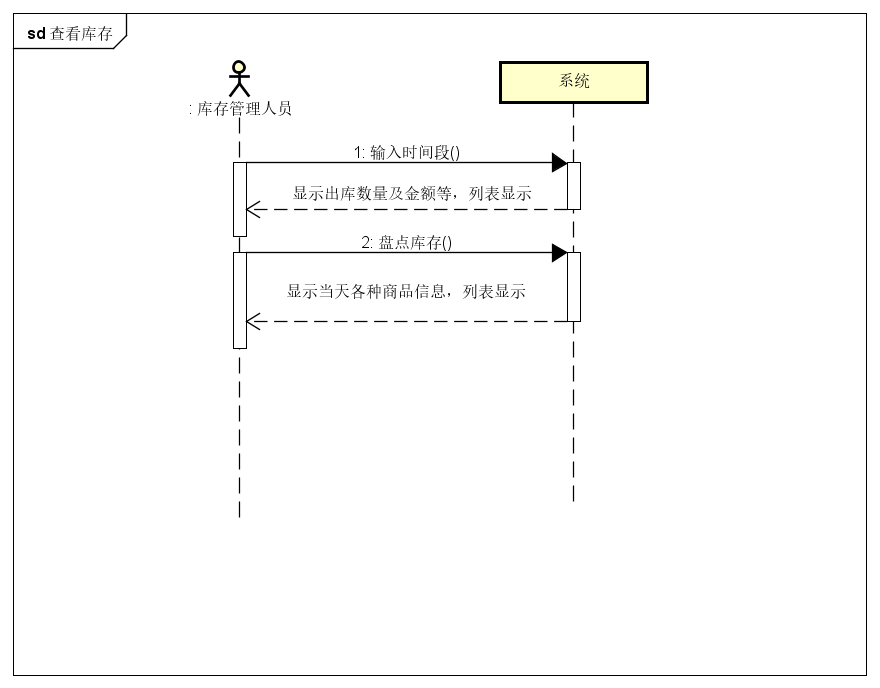 sd 查看库存
: 库存管理人员
系统
1: 输入时间段()
显示出库数量及金额等，列表显示
2: 盘点库存()
显示当天各种商品信息，列表显示